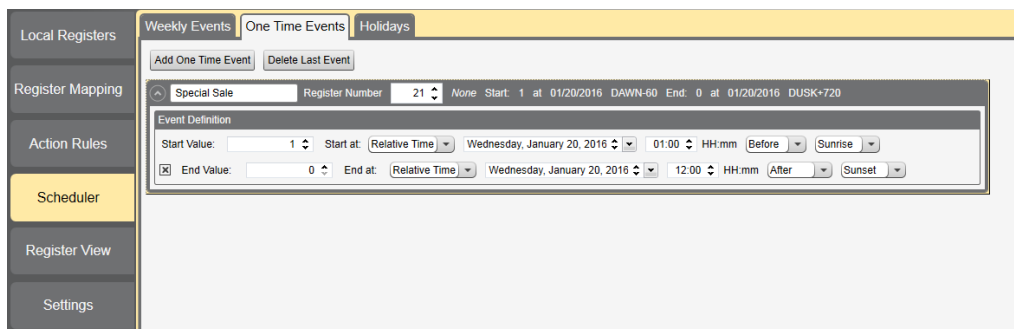 Local Registers
Register Mapping
Action Rules
Scheduler
Register View
Settings
Weekly Events One Time Events Holidays
Add One Time Event Delete Last Event
Special Sale Register Number 21 None Start: 1 at 01/20/2016 DAWN-60 End: 0 at 01/20/2016 DUSK+720
Event Definition
Start Value: 1 Start at: Relative Time Wednesday, January 20, 2016 01:00 HH:mm Before Sunrise
End Value: 0 End at: Relative Time Wednesday, January 20, 2016 12:00 HH:mm After Sunset